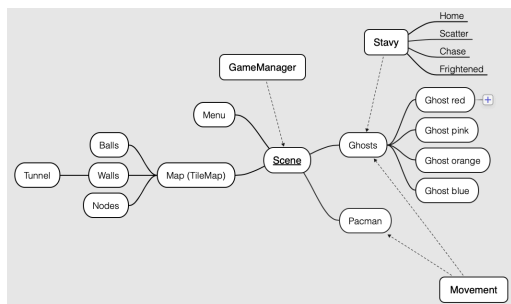 Home
Scatter
Stavy
Chase
Frightened
GameManager
Ghost red
Menu
Ghost pink
Balls
Scene
Ghosts
Ghost orange
Tunnel
Walls
Map (TileMap)
Ghost blue
Nodes
Pacman
Movement